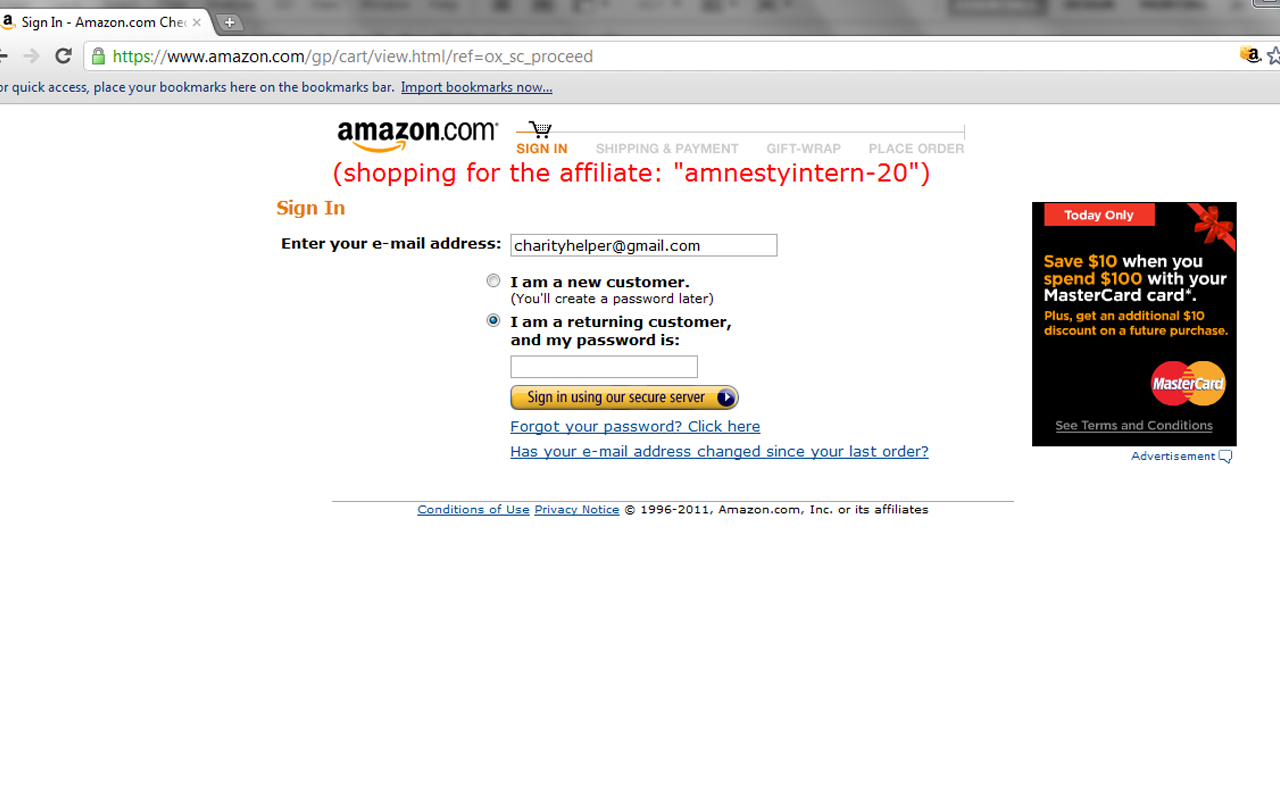 Sign In - Amazon.com Chec
https://www.amazon.com/gp/cart/view.html/ref=ox_sc_proceed
or quick access, place your bookmarks here on the bookmarks bar. Import bookmarks now...
amazon.com
SIGN IN SHIPPING & PAYMENT GIFT-WRAP PLACE ORDER
(shopping for the affiliate: "amnestyintern-20")
Sign In
Enter your e-mail address: charityhelper@gmail.com
I am a new customer.
(You'll create a password later)
I am a returning customer,
and my password is:
Sign in using our secure server
Forgot your password? Click here
Has your e-mail address changed since your last order?
Today Only
Save $10 when you
spend $100 with your
MasterCard card*.
Plus, get an additional $10
discount on a future purchase.
MasterCard
See Terms and Conditions
Advertisement
Conditions of Use Privacy Notice © 1996-2011, Amazon.com, Inc. or its affiliates